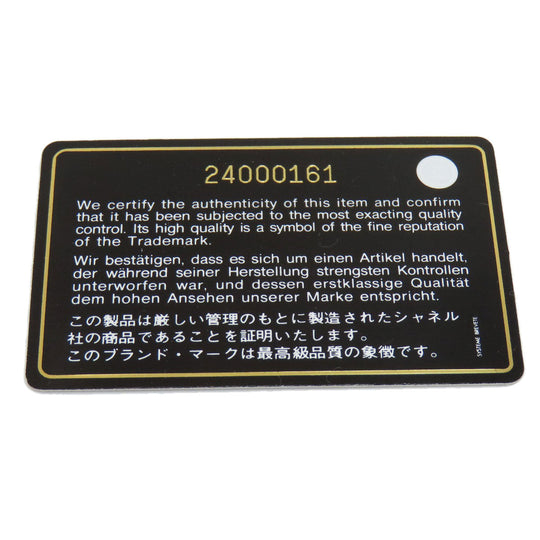 24000161
We certify the authenticity of this item and confirm
that it has been subjected to the most exacting quality
control. Its high quality is a symbol of the fine reputation
of the Trademark.
Wir bestätigen, dass es sich um einen Artikel handelt,
der während seiner Herstellung strengsten Kontrollen
unterworfen war, und dessen erstklassige Qualität
dem hohen Ansehen unserer Marke entspricht.
この製品は厳しい管理のもとに製造されたシャネル
社の商品であることを証明いたします。
このブランド・マークは最高級品質の象徴です。
SYSTEME BREVETE